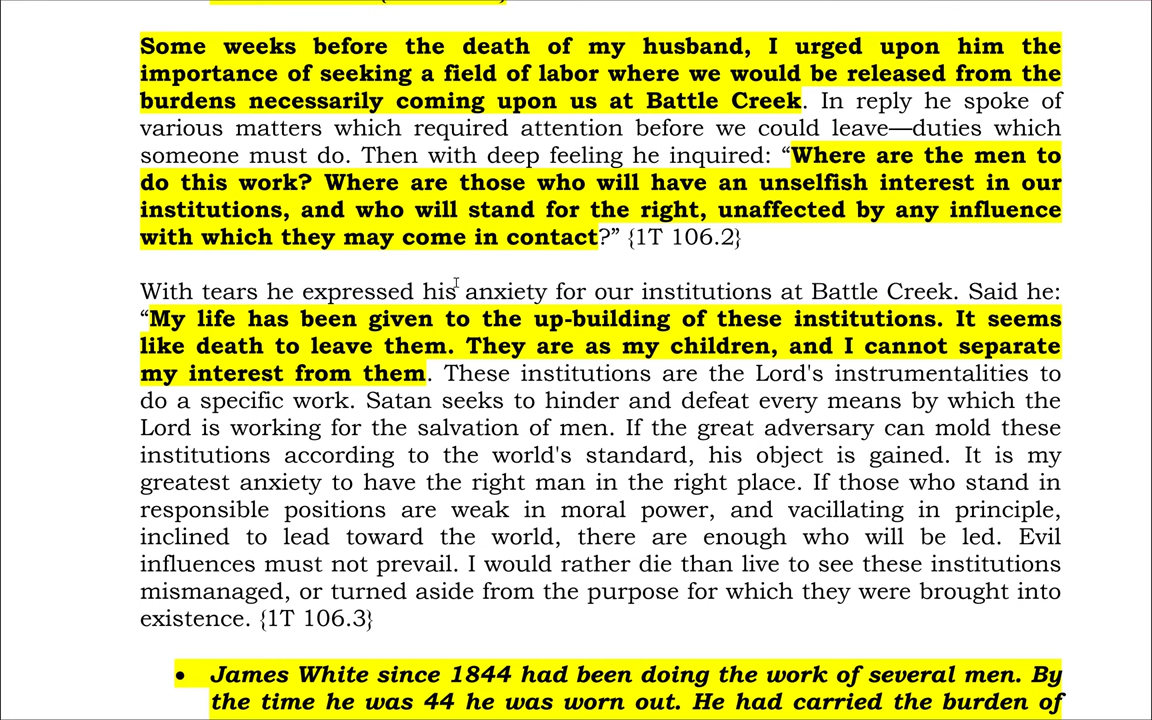 Some weeks before the death of my husband, I urged upon him the
importance of seeking a field of labor where we would be released from the
burdens necessarily coming upon us at Battle Creek. In reply he spoke of
various matters which required attention before we could leave—duties which
someone must do. Then with deep feeling he inquired: “Where are the men to
do this work? Where are those who will have an unselfish interest in our
institutions, and who will stand for the right, unaffected by any influence
with which they may come in contact?” {1T 106.2}
With tears he expressed his anxiety for our institutions at Battle Creek. Said he:
“My life has been given to the up-building of these institutions. It seems
like death to leave them. They are as my children, and I cannot separate
my interest from them. These institutions are the Lord's instrumentalities to
do a specific work. Satan seeks to hinder and defeat every means by which the
Lord is working for the salvation of men. If the great adversary can mold these
institutions according to the world's standard, his object is gained. It is my
greatest anxiety to have the right man in the right place. If those who stand in
responsible positions are weak in moral power, and vacillating in principle,
inclined to lead toward the world, there are enough who will be led. Evil
influences must not prevail. I would rather die than live to see these institutions
mismanaged, or turned aside from the purpose for which they were brought into
existence. {1T 106.3}
• James White since 1844 had been doing the work of several men. By
the time he was 44 he was worn out. He had carried the burden of